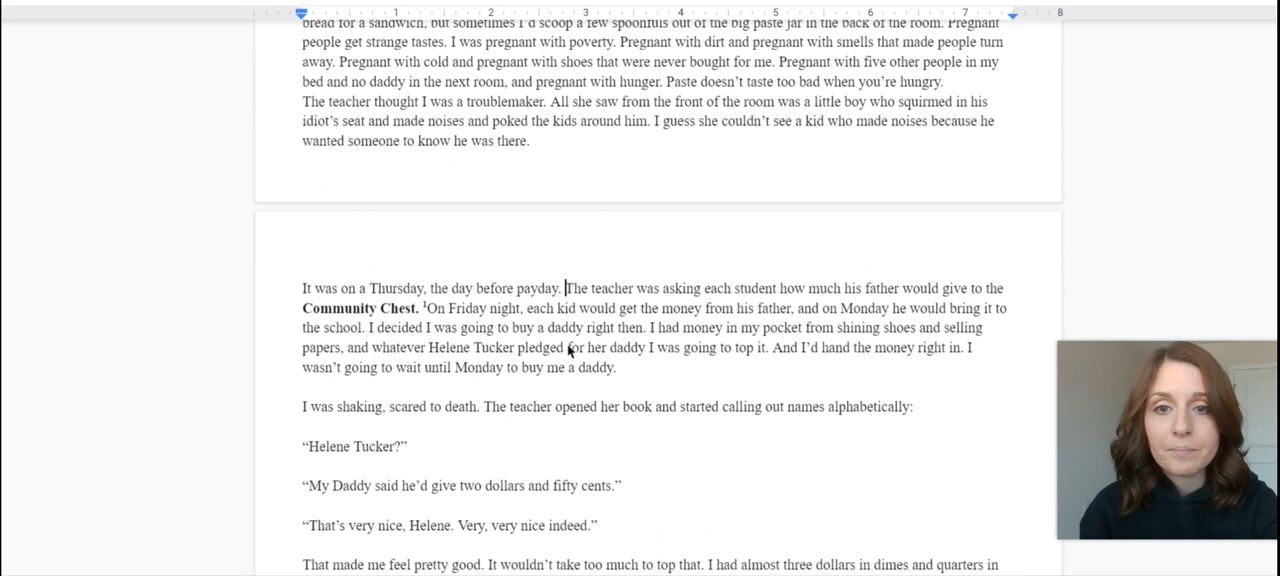 1 2 3 4 5 6 7 8
bread for a sandwich, but sometimes I'd scoop a few spoonfuls out of the big paste jar in the back of the room. Pregnant
people get strange tastes. I was pregnant with poverty. Pregnant with dirt and pregnant with smells that made people turn
away. Pregnant with cold and pregnant with shoes that were never bought for me. Pregnant with five other people in my
bed and no daddy in the next room, and pregnant with hunger. Paste doesn’t taste too bad when you’re hungry.
The teacher thought I was a troublemaker. All she saw from the front of the room was a little boy who squirmed in his
idiot’s seat and made noises and poked the kids around him. I guess she couldn’t see a kid who made noises because he
wanted someone to know he was there.
It was on a Thursday, the day before payday. The teacher was asking each student how much his father would give to the
Community Chest. ¹On Friday night, each kid would get the money from his father, and on Monday he would bring it to
the school. I decided I was going to buy a daddy right then. I had money in my pocket from shining shoes and selling
papers, and whatever Helene Tucker pledged for her daddy I was going to top it. And I’d hand the money right in. I
wasn’t going to wait until Monday to buy me a daddy.
I was shaking, scared to death. The teacher opened her book and started calling out names alphabetically:
“Helene Tucker?”
“My Daddy said he’d give two dollars and fifty cents.”
“That’s very nice, Helene. Very, very nice indeed.”
That made me feel pretty good. It wouldn’t take too much to top that. I had almost three dollars in dimes and quarters in